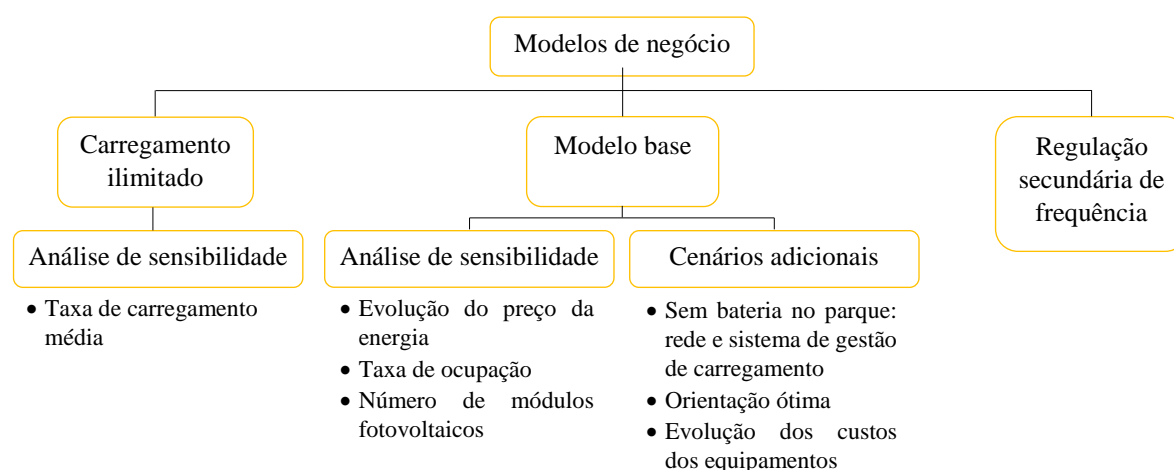 Modelos de negócio
Carregamento
ilimitado
Modelo base
Regulação
secundária de
frequência
Análise de sensibilidade
• Taxa de carregamento
média
Análise de sensibilidade
• Evolução do preço da
energia
• Taxa de ocupação
• Número de módulos
fotovoltaicos
Cenários adicionais
• Sem bateria no parque:
rede e sistema de gestão
de carregamento
• Orientação ótima
• Evolução dos custos
dos equipamentos